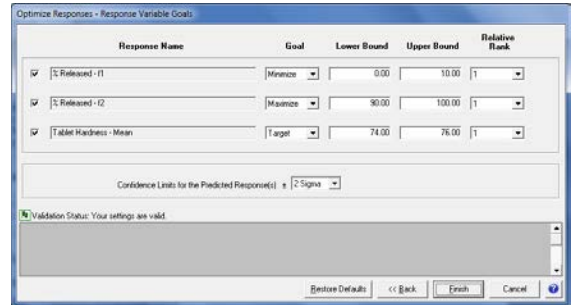 Optimize Responses - Response Variable Goals
Response Name Goal Lower Bound Upper Bound Relative Rank
% Released - t1 Minimize 0.00 10.00 1
% Released - t2 Maximize 90.00 100.00 1
Tablet Hardness - Mean Target 74.00 76.00 1
Confidence Limits for the Predicted Response(s) ± 2 Sigma
Validation Status: Your settings are valid.
Restore Defaults << Back Finish Cancel ?